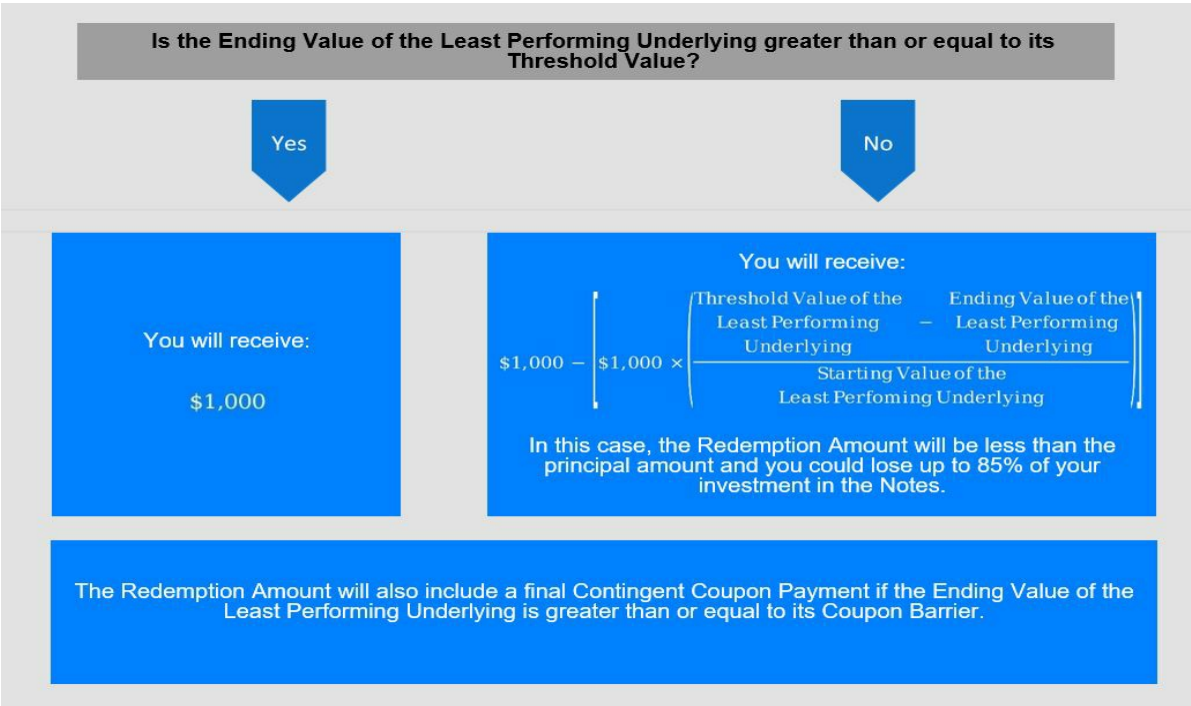 Is the Ending Value of the Least Performing Underlying greater than or equal to its
Threshold Value?
Yes
No
You will receive:
$1,000
You will receive:
$1,000 − [$1,000 × (Threshold Value of the Least Performing Underlying − Ending Value of the Least Performing Underlying / Starting Value of the Least Perfoming Underlying)]
In this case, the Redemption Amount will be less than the
principal amount and you could lose up to 85% of your
investment in the Notes.
The Redemption Amount will also include a final Contingent Coupon Payment if the Ending Value of the
Least Performing Underlying is greater than or equal to its Coupon Barrier.